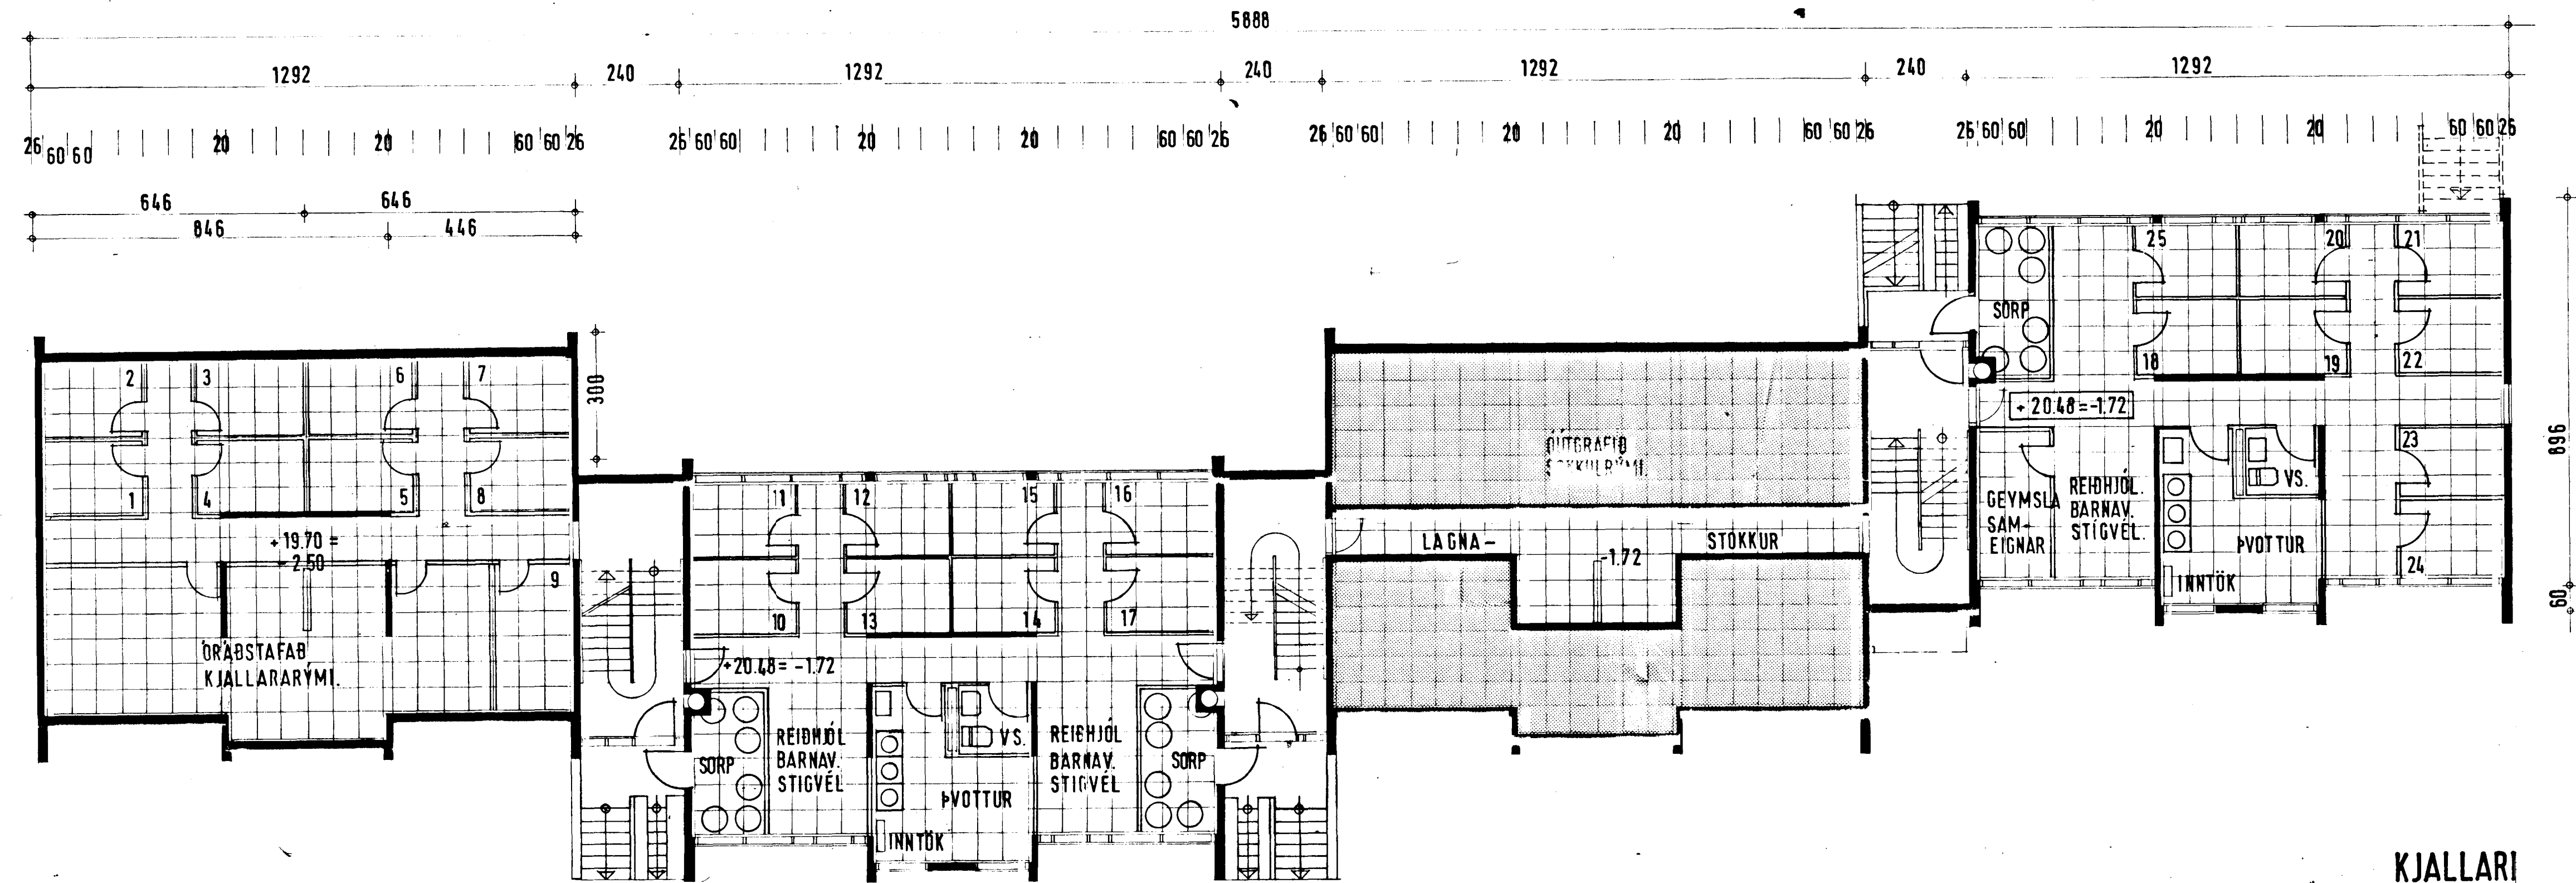 5888
1292 240 1292 240 1292 240 1292
26 60 60 20 20 60 60 26 26 60 60 20 20 60 60 26 26 60 60 20 20 60 60 26 26 60 60 20 20 60 60 26
646 646
846 446
300
896
60
2 3 6 7
1 4 5 8
+ 19.70 =
- 2.50
9
ÓRÁÐSTAFAÐ
KJALLARARÝMI.
11 12 15 16
10 13 14 17
+20.48 = -1.72
SORP
REIÐHJÓL
BARNAV.
STIGVÉL
VS.
ÞVOTTUR
INNTÖK
REIÐHJÓL
BARNAV.
STIGVÉL
SORP
ÓÚTGRAFIÐ
LAGNA- STOKKUR
-1.72
SORP
25 20 21
18 19 22
+ 20.48 = -1.72
GEYMSLA
SAM-
EIGNAR
REIÐHJÓL.
BARNAV.
STÍGVÉL.
VS.
ÞVOTTUR
INNTÖK
23
24
KJALLARI